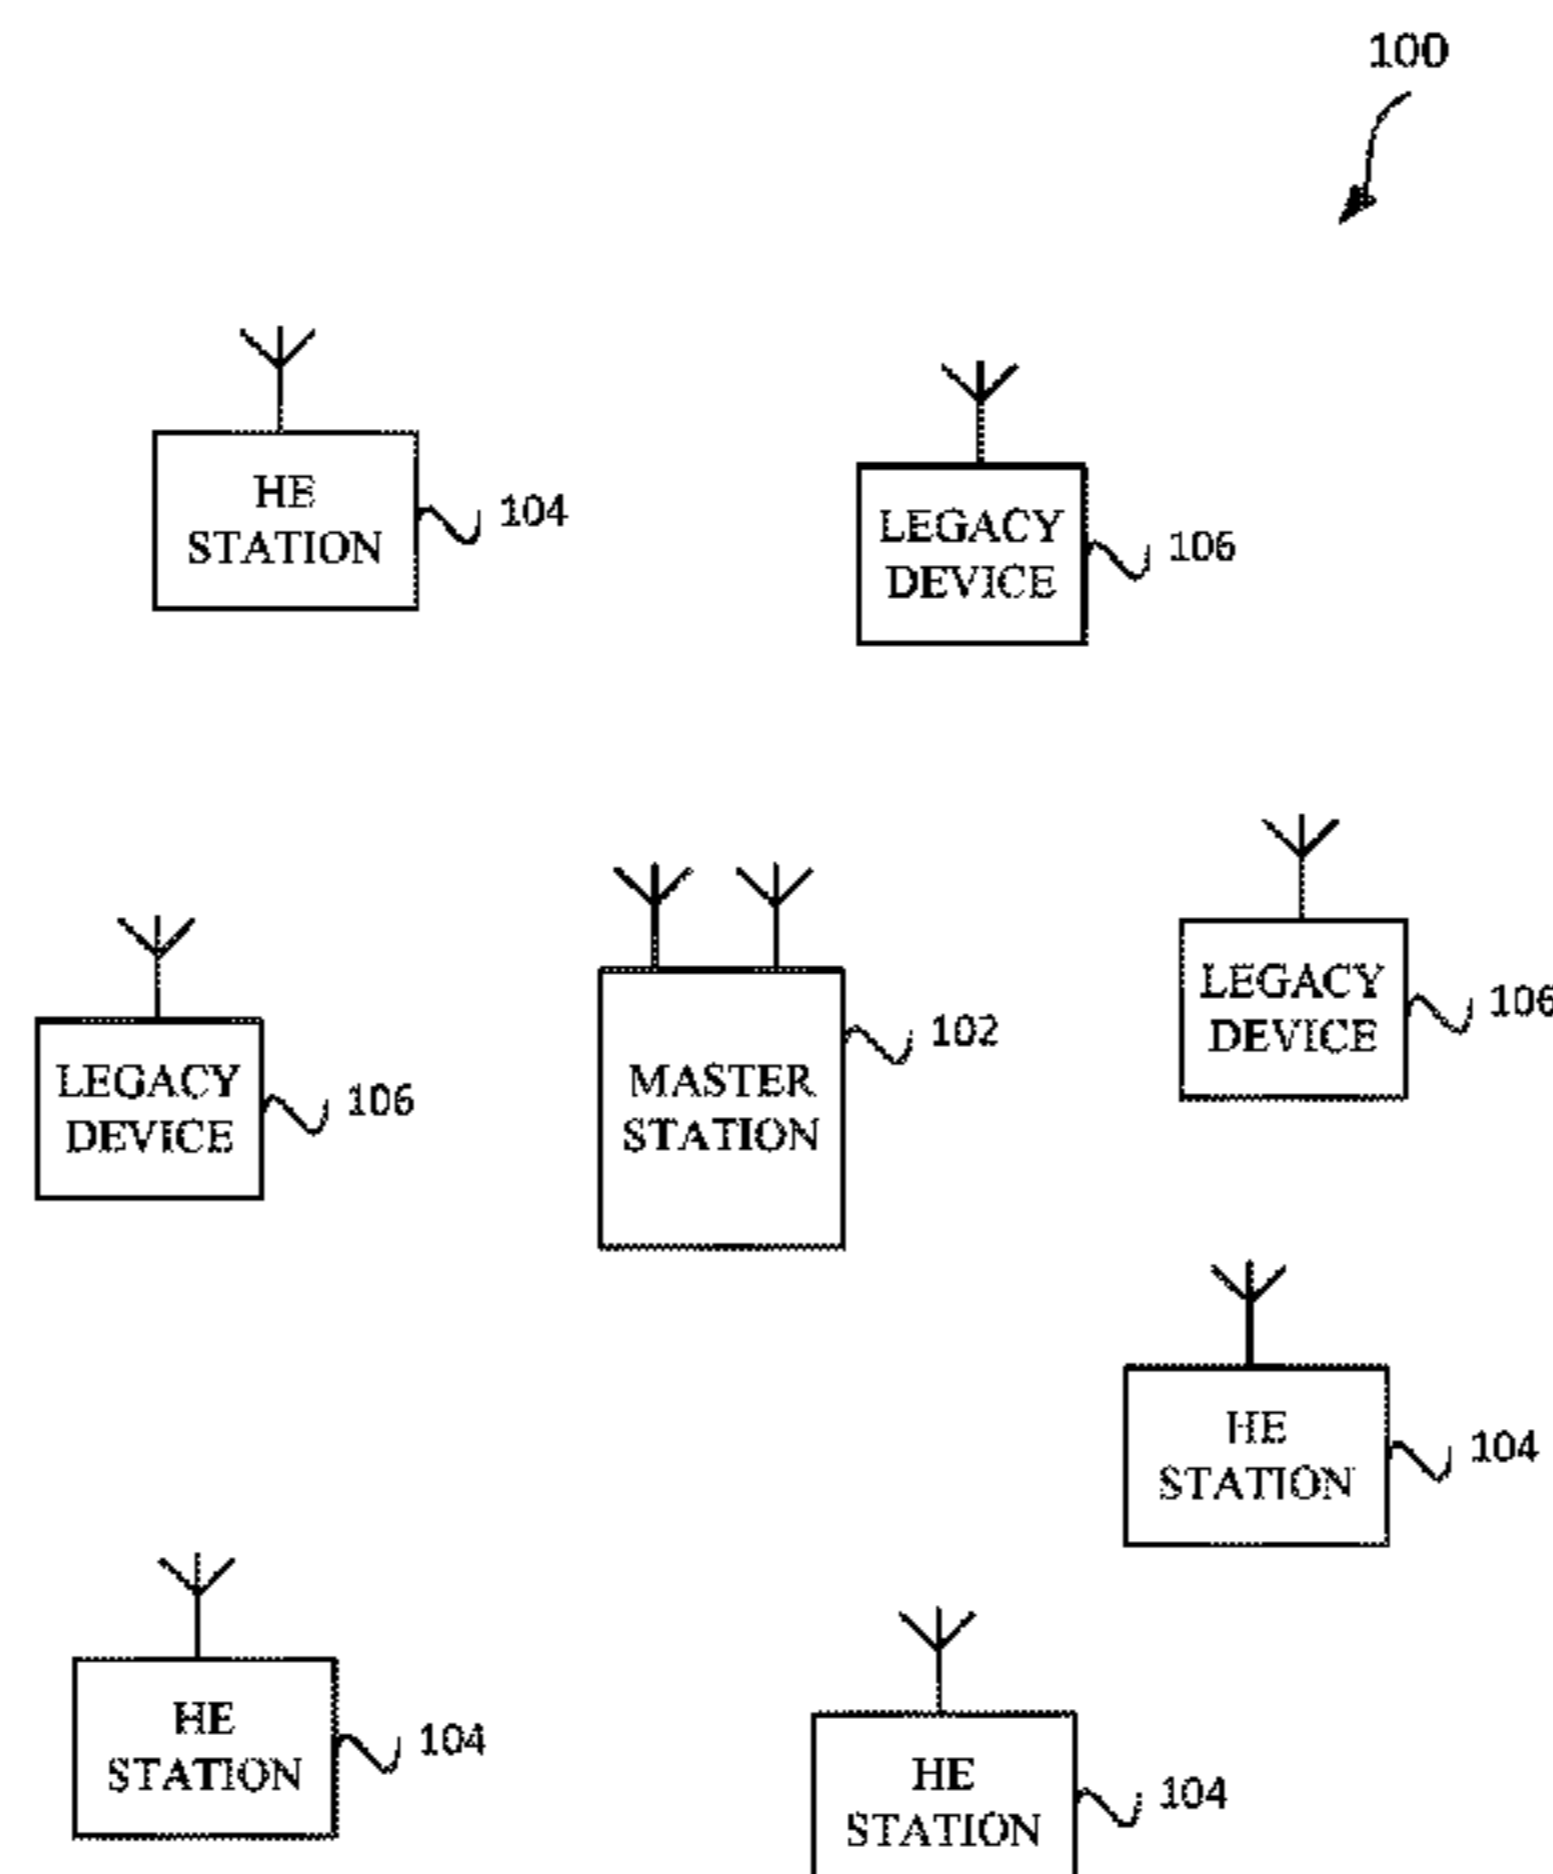 100
HE
STATION
104
LEGACY
DEVICE
106
LEGACY
DEVICE
106
MASTER
STATION
102
LEGACY
DEVICE
106
HE
STATION
104
HE
STATION
104
HE
STATION
104